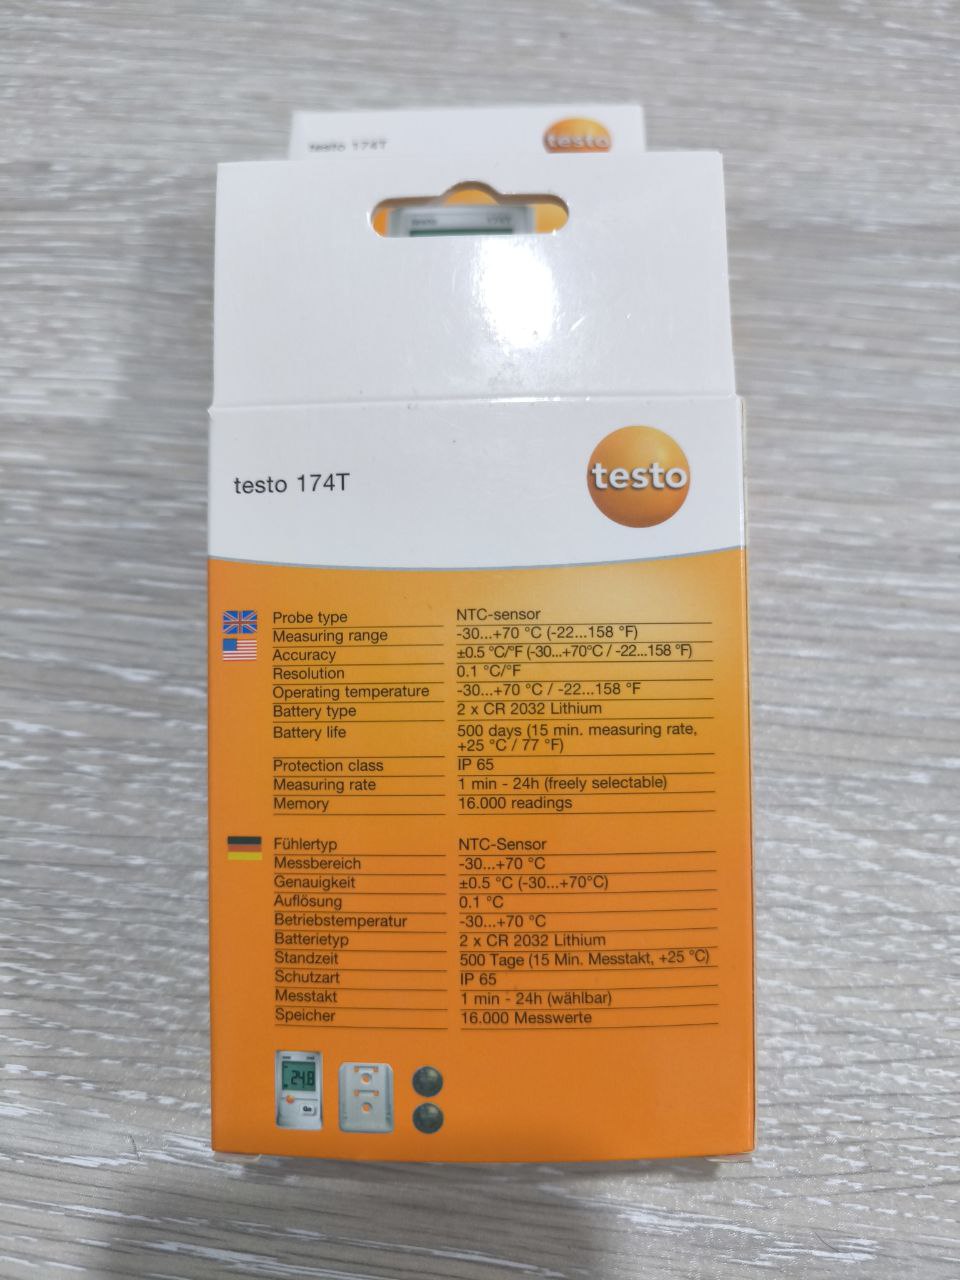 testo 174T
testo
testo 174T
testo 174T
testo
Probe type NTC-sensor
Measuring range -30...+70 °C (-22...158 °F)
Accuracy ±0.5 °C/°F (-30...+70°C / -22...158 °F)
Resolution 0.1 °C/°F
Operating temperature -30...+70 °C / -22...158 °F
Battery type 2 x CR 2032 Lithium
Battery life 500 days (15 min. measuring rate,
+25 °C / 77 °F)
Protection class IP 65
Measuring rate 1 min - 24h (freely selectable)
Memory 16.000 readings
Fühlertyp NTC-Sensor
Messbereich -30...+70 °C
Genauigkeit ±0.5 °C (-30...+70°C)
Auflösung 0.1 °C
Betriebstemperatur -30...+70 °C
Batterietyp 2 x CR 2032 Lithium
Standzeit 500 Tage (15 Min. Messtakt, +25 °C)
Schutzart IP 65
Messtakt 1 min - 24h (wählbar)
Speicher 16.000 Messwerte
24.8
Go